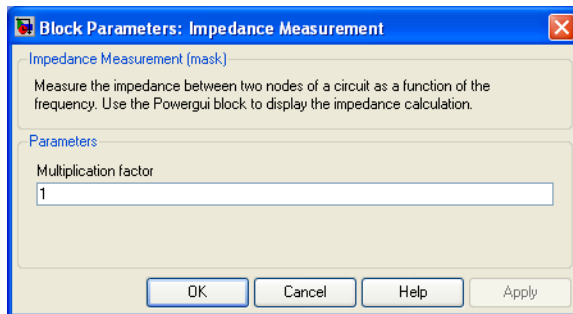 Block Parameters: Impedance Measurement
Impedance Measurement (mask)
Measure the impedance between two nodes of a circuit as a function of the
frequency. Use the Powergui block to display the impedance calculation.
Parameters
Multiplication factor
1
OK Cancel Help Apply